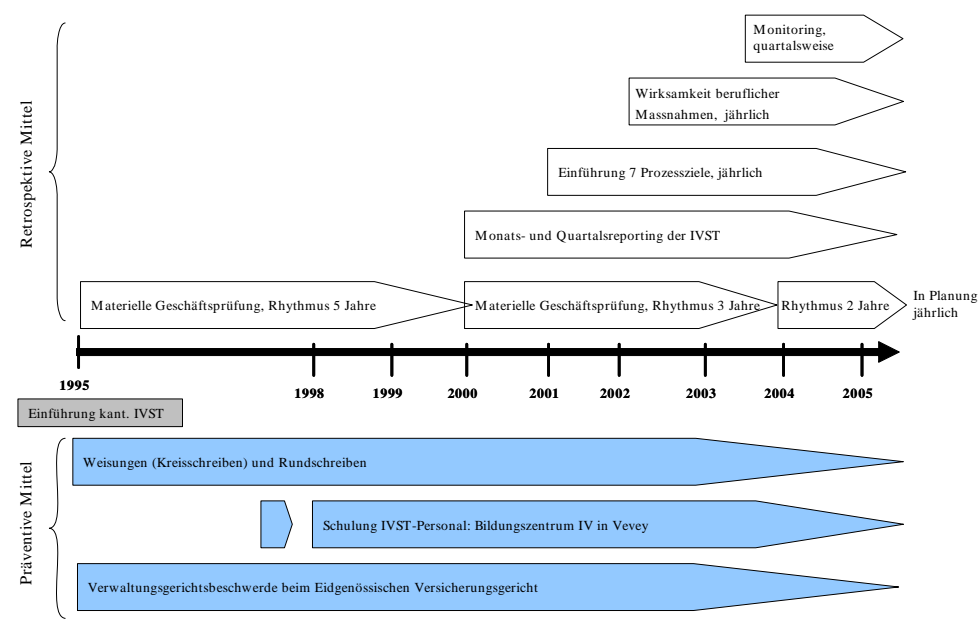 Retrospektive Mittel
Monitoring,
quartalsweise
Wirksamkeit beruflicher
Massnahmen, jährlich
Einführung 7 Prozessziele, jährlich
Monats- und Quartalsreporting der IVST
Materielle Geschäftsprüfung, Rhythmus 5 Jahre
Materielle Geschäftsprüfung, Rhythmus 3 Jahre
Rhythmus 2 Jahre
In Planung
jährlich
1995
1998
1999
2000
2001
2002
2003
2004
2005
Einführung kant. IVST
Präventive Mittel
Weisungen (Kreisschreiben) und Rundschreiben
Schulung IVST-Personal: Bildungszentrum IV in Vevey
Verwaltungsgerichtsbeschwerde beim Eidgenössischen Versicherungsgericht